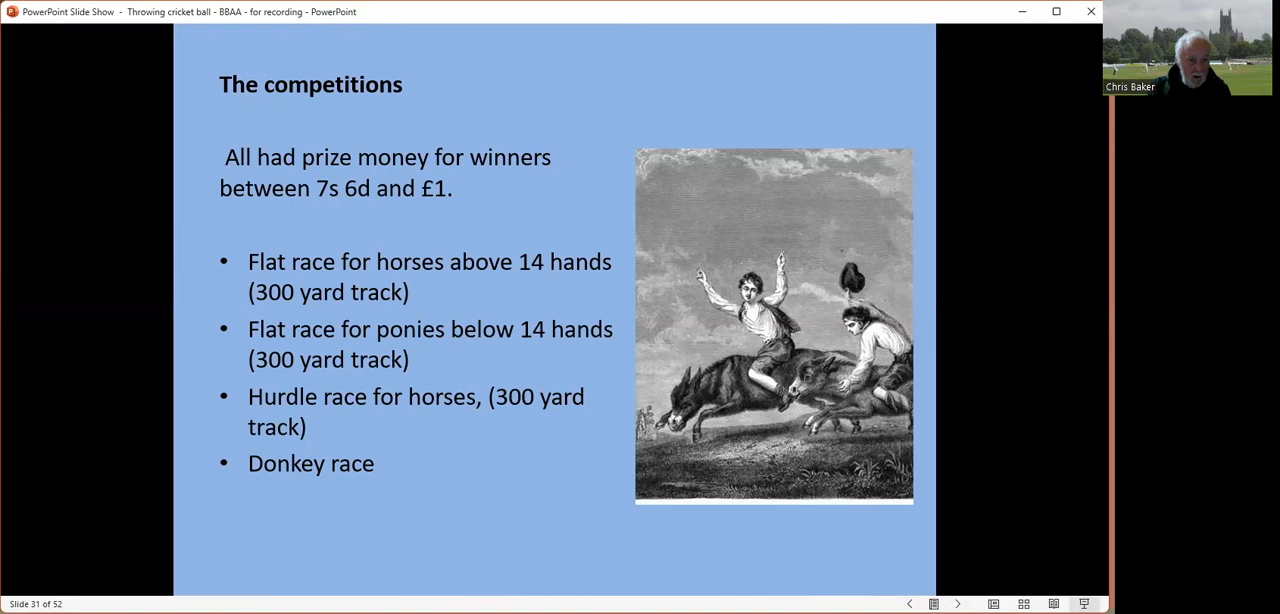 PowerPoint Slide Show - Throwing cricket ball - BBAA - for recording - PowerPoint
Chris Baker
The competitions
All had prize money for winners
between 7s 6d and £1.
• Flat race for horses above 14 hands
(300 yard track)
• Flat race for ponies below 14 hands
(300 yard track)
• Hurdle race for horses, (300 yard
track)
• Donkey race
Slide 31 of 52